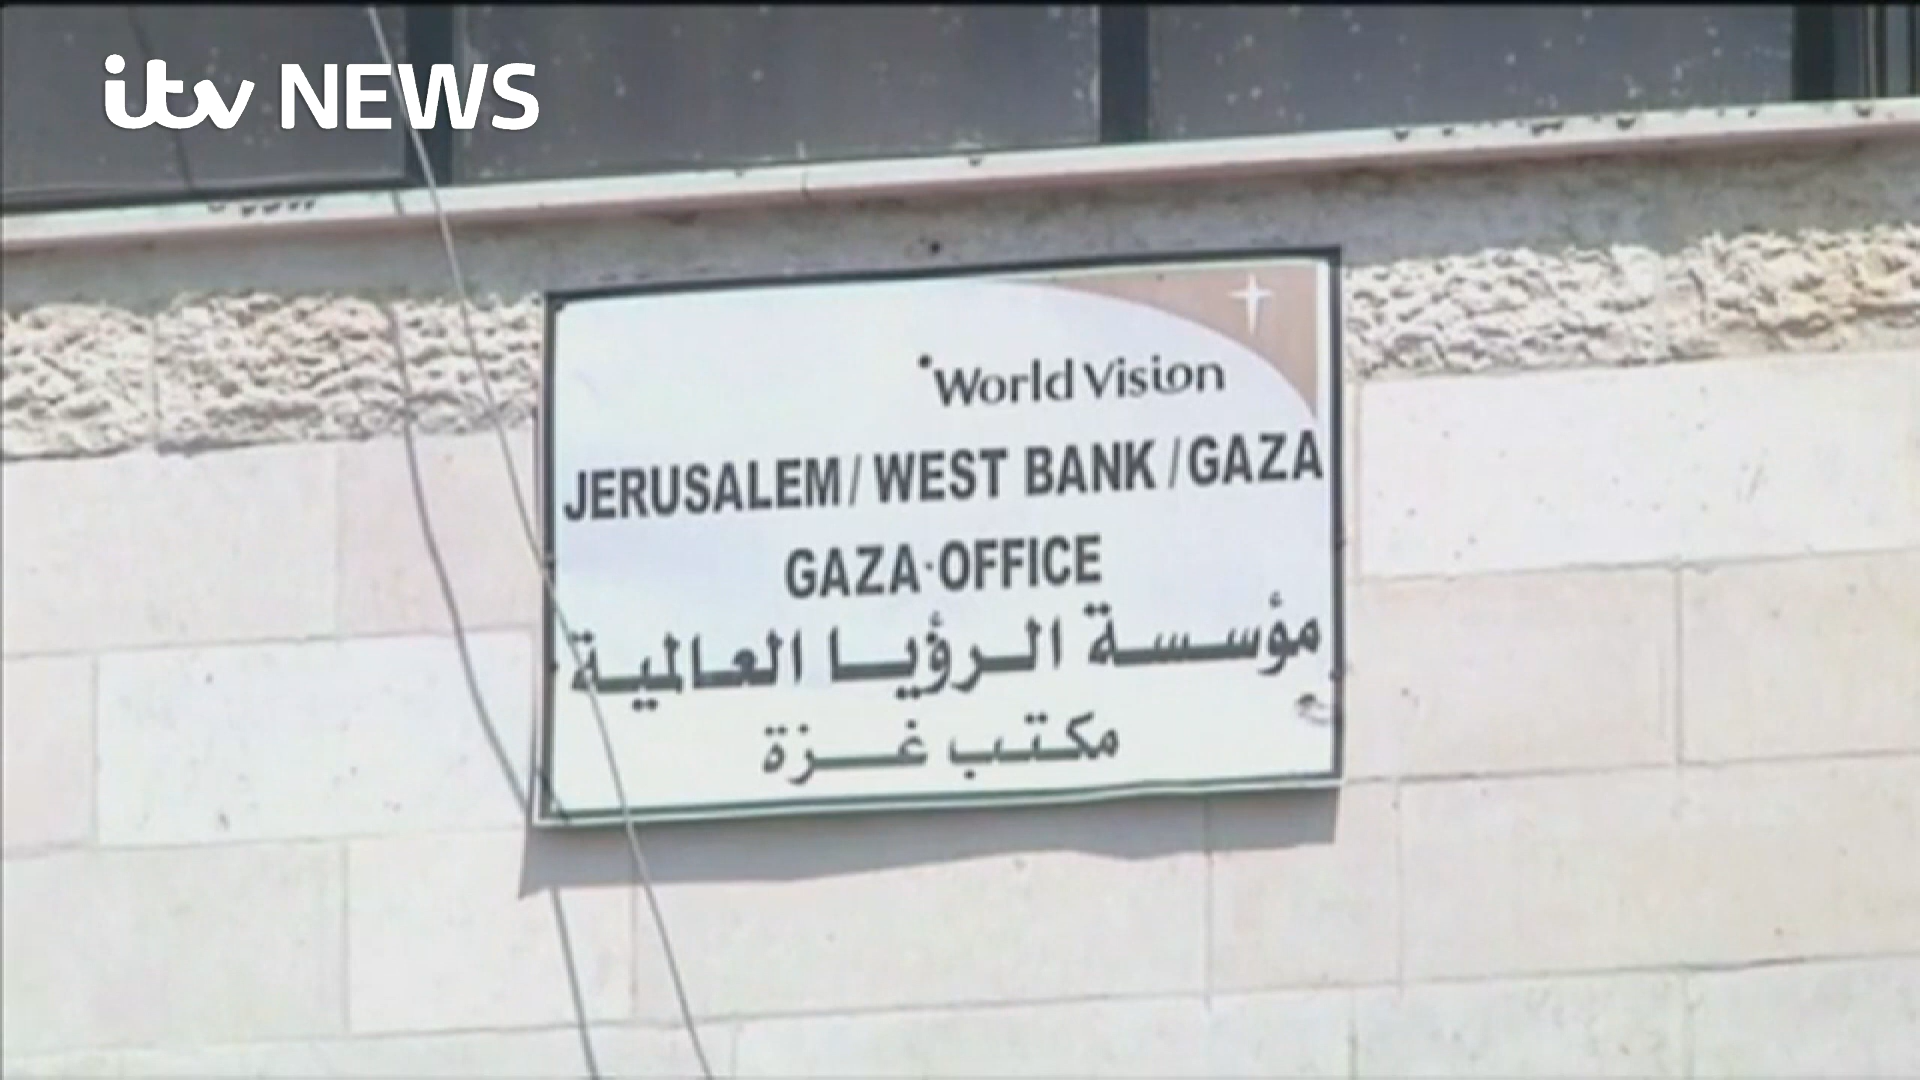 itv NEWS
World Vision
JERUSALEM/ WEST BANK /GAZA
GAZA·OFFICE
مؤسسة الرؤيا العالمية
مكتب غزة